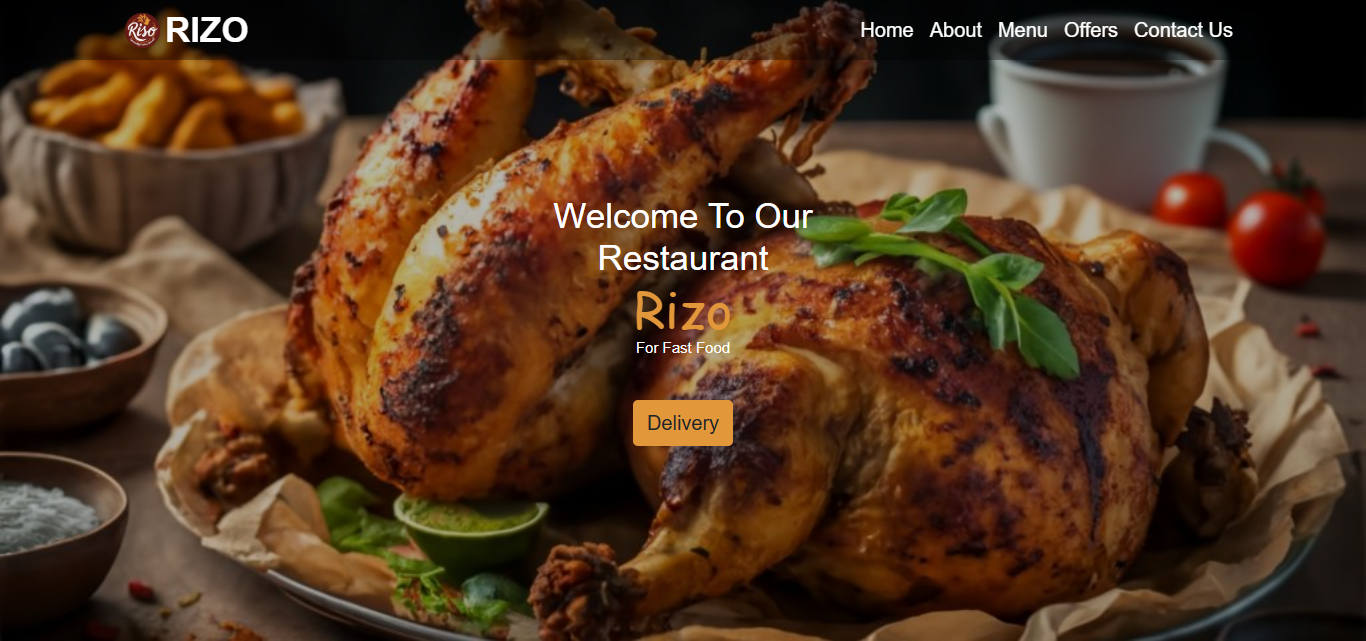 Riso
RIZO
Home About Menu Offers Contact Us
Welcome To Our
Restaurant
Rizo
For Fast Food
Delivery